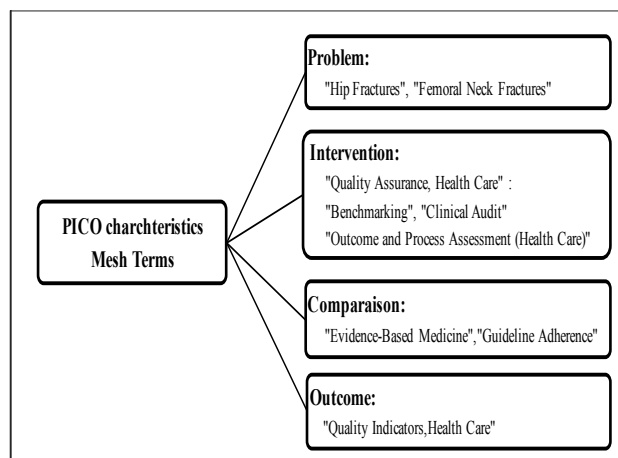 Problem:
"Hip Fractures", "Femoral Neck Fractures"
Intervention:
"Quality Assurance, Health Care" :
"Benchmarking", "Clinical Audit"
"Outcome and Process Assessment (Health Care)"
PICO charchteristics
Mesh Terms
Comparaison:
"Evidence-Based Medicine","Guideline Adherence"
Outcome:
"Quality Indicators,Health Care"